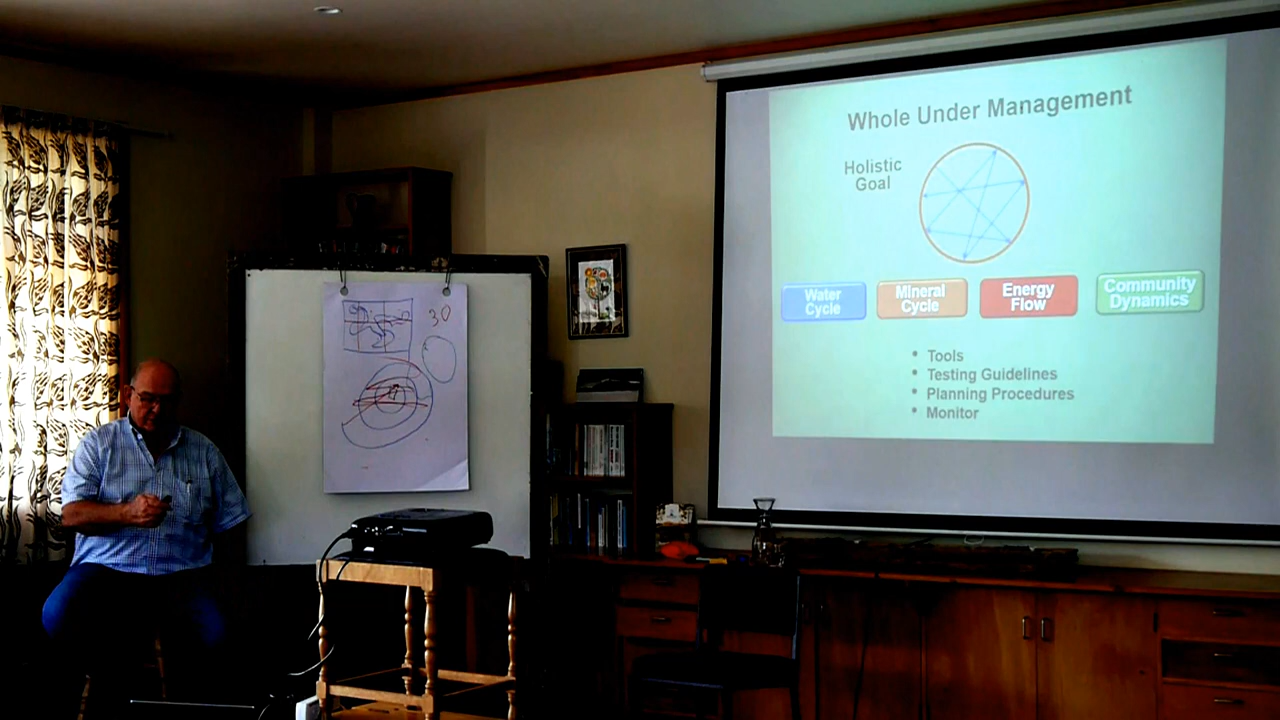 30
Whole Under Management
Holistic
Goal
Water
Cycle
Mineral
Cycle
Energy
Flow
Community
Dynamics
• Tools
• Testing Guidelines
• Planning Procedures
• Monitor